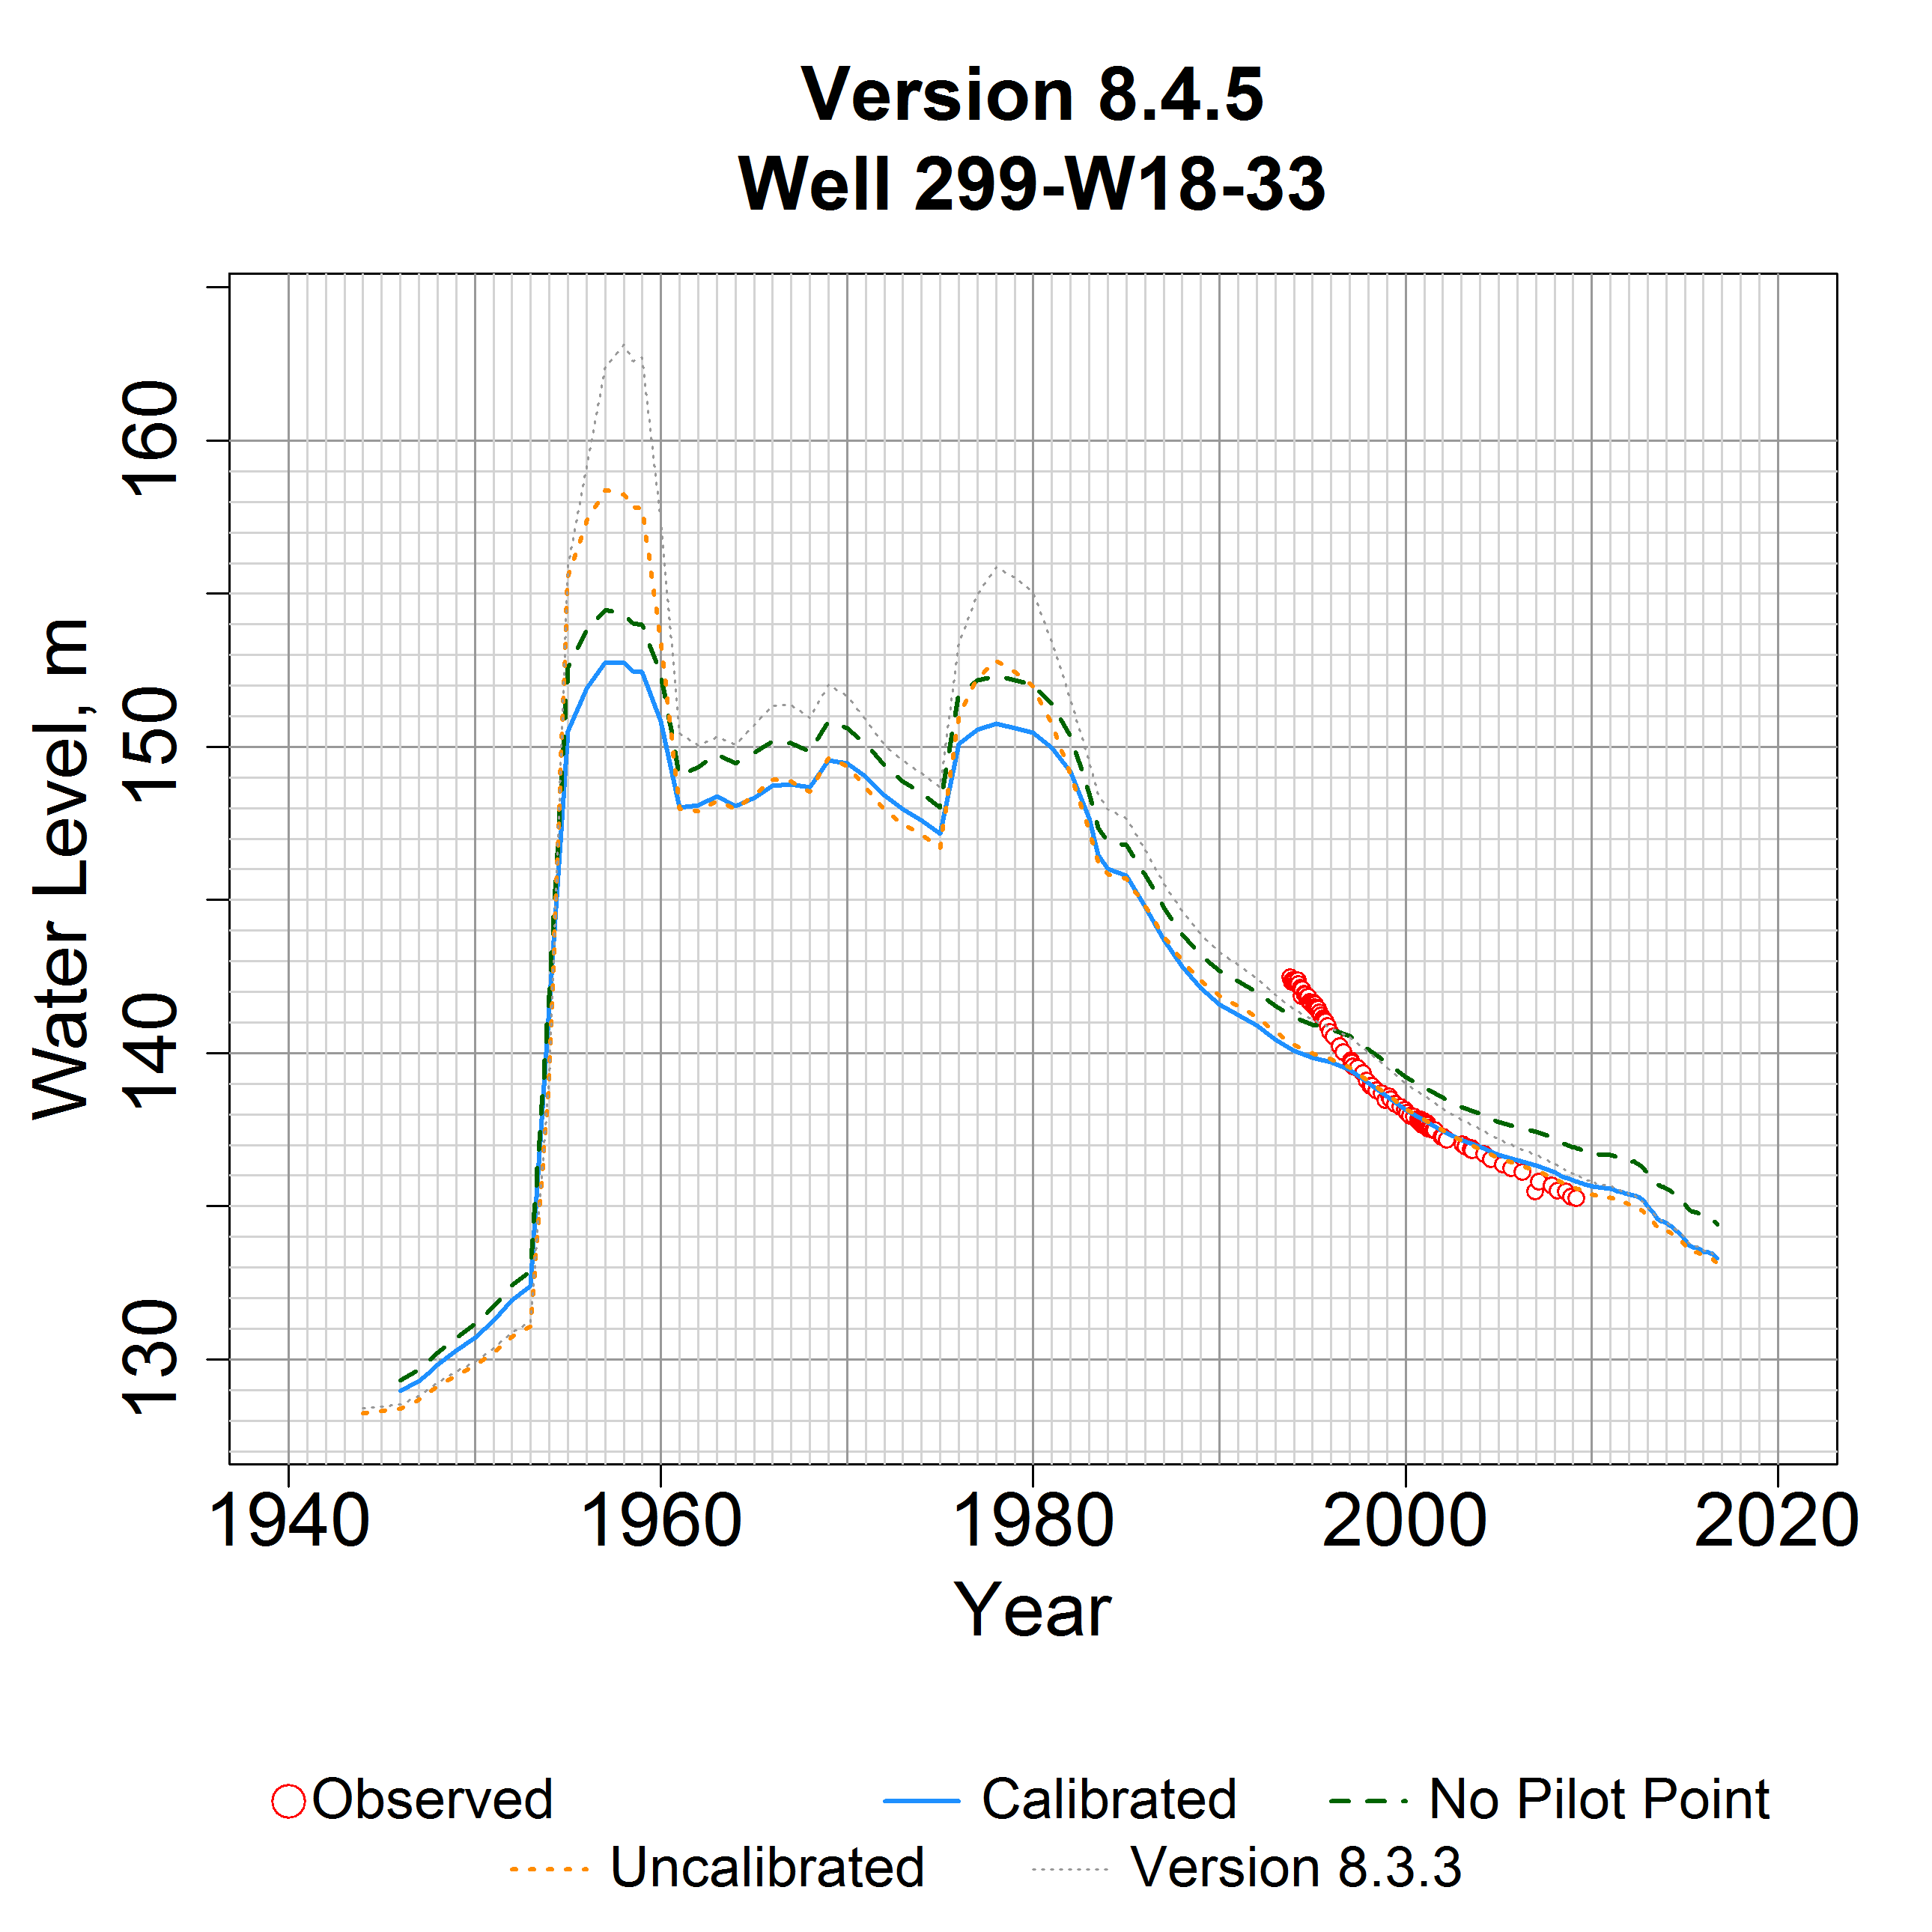 Version 8.4.5
Well 299-W18-33
Water Level, m
160
150
140
130
1940 1960 1980 2000 2020
Year
Observed Calibrated No Pilot Point
Uncalibrated Version 8.3.3